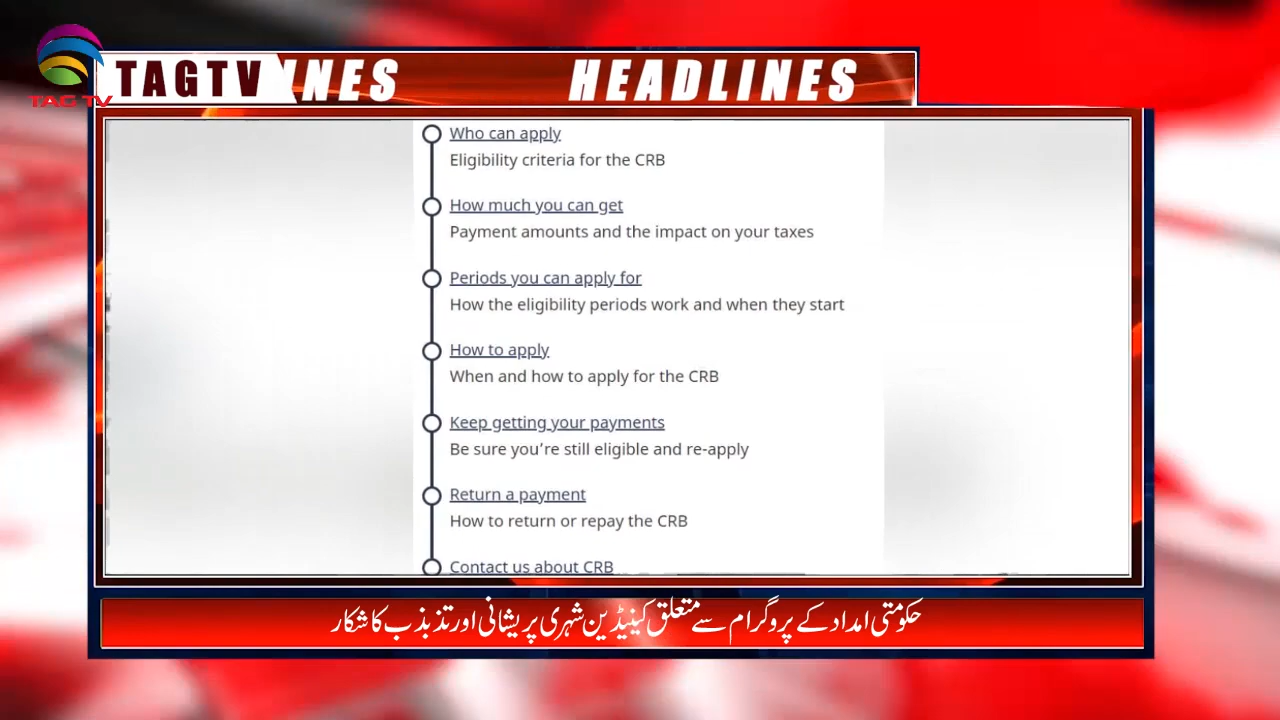 TAG TV
TAGTV
INES
HEADLINES
Who can apply
Eligibility criteria for the CRB
How much you can get
Payment amounts and the impact on your taxes
Periods you can apply for
How the eligibility periods work and when they start
How to apply
When and how to apply for the CRB
Keep getting your payments
Be sure you’re still eligible and re-apply
Return a payment
How to return or repay the CRB
Contact us about CRB
حکومتی امداد کے پروگرام سے متعلق کینیڈین شہری پریشانی اور تذبذب کا شکار